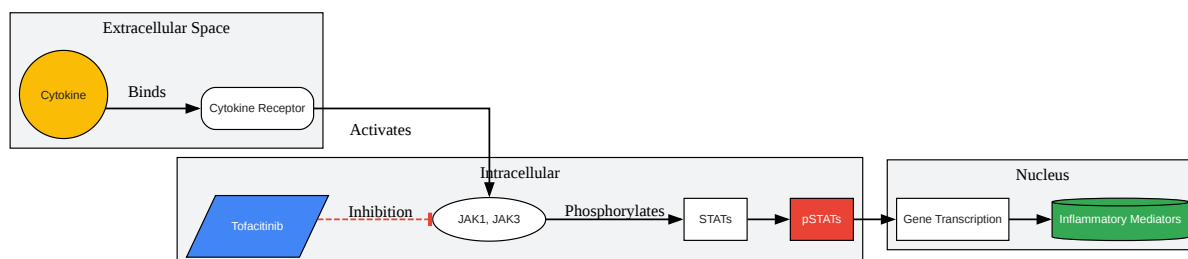 Extracellular Space
Cytokine
Binds
Cytokine Receptor
Activates
Intracellular
Tofacitinib
Inhibition
JAK1, JAK3
Phosphorylates
STATs
pSTATs
Nucleus
Gene Transcription
Inflammatory Mediators